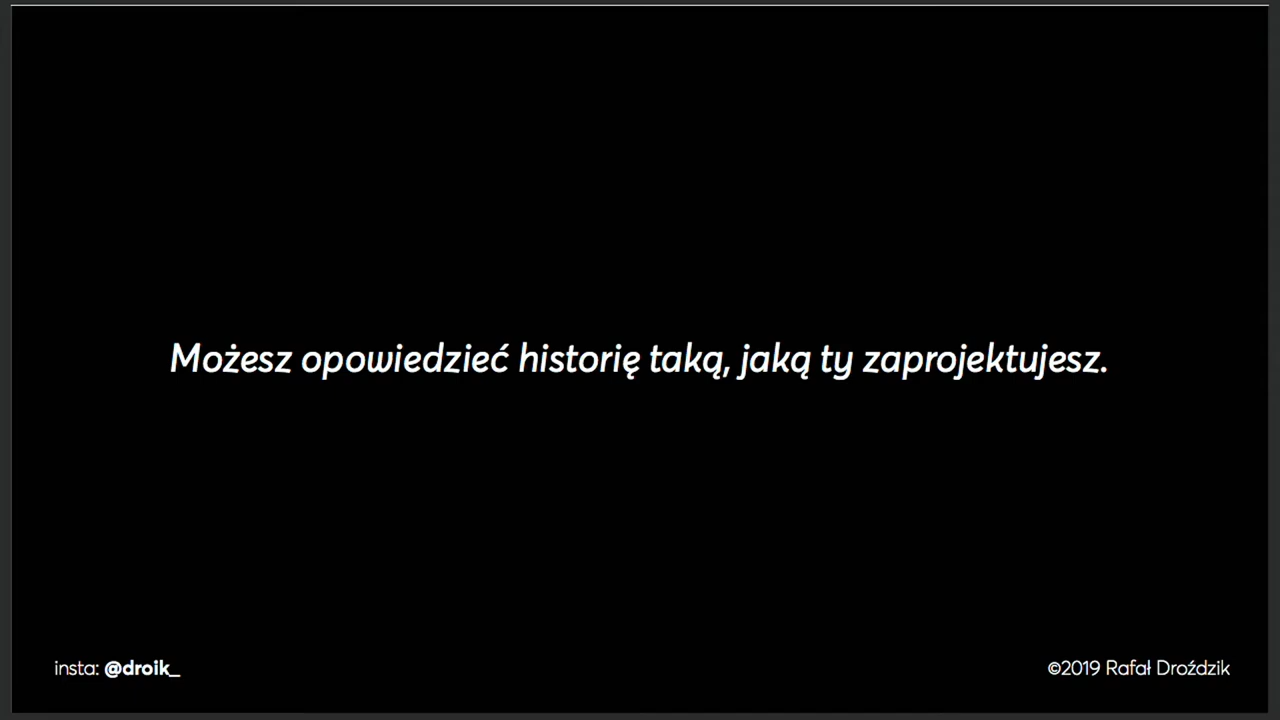 Możesz opowiedzieć historię taką, jaką ty zaprojektujesz.
insta: @droik_
©2019 Rafał Droździk